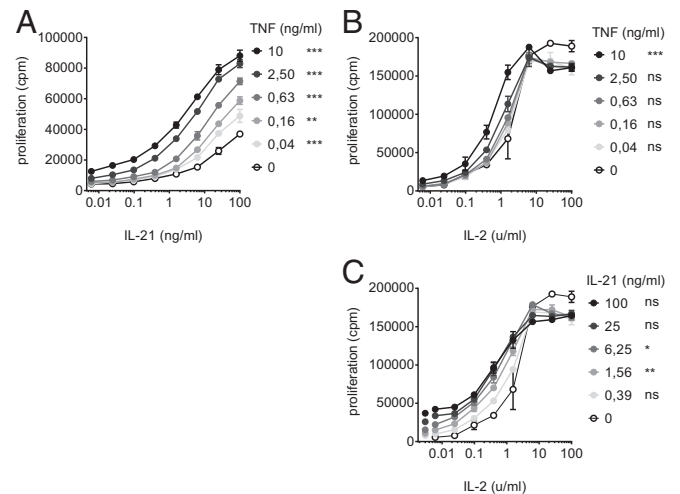 A
TNF (ng/ml)
100000
80000
60000
40000
20000
0
proliferation (cpm)
10 ***
2,50 ***
0,63 ***
0,16 **
0,04 ***
0
0.01 0.1 1 10 100
IL-21 (ng/ml)
B
TNF (ng/ml)
200000
150000
100000
50000
0
proliferation (cpm)
10 ***
2,50 ns
0,63 ns
0,16 ns
0,04 ns
0
0.01 0.1 1 10 100
IL-2 (u/ml)
C
IL-21 (ng/ml)
200000
150000
100000
50000
0
proliferation (cpm)
100 ns
25 ns
6,25 *
1,56 **
0,39 ns
0
0.01 0.1 1 10 100
IL-2 (u/ml)